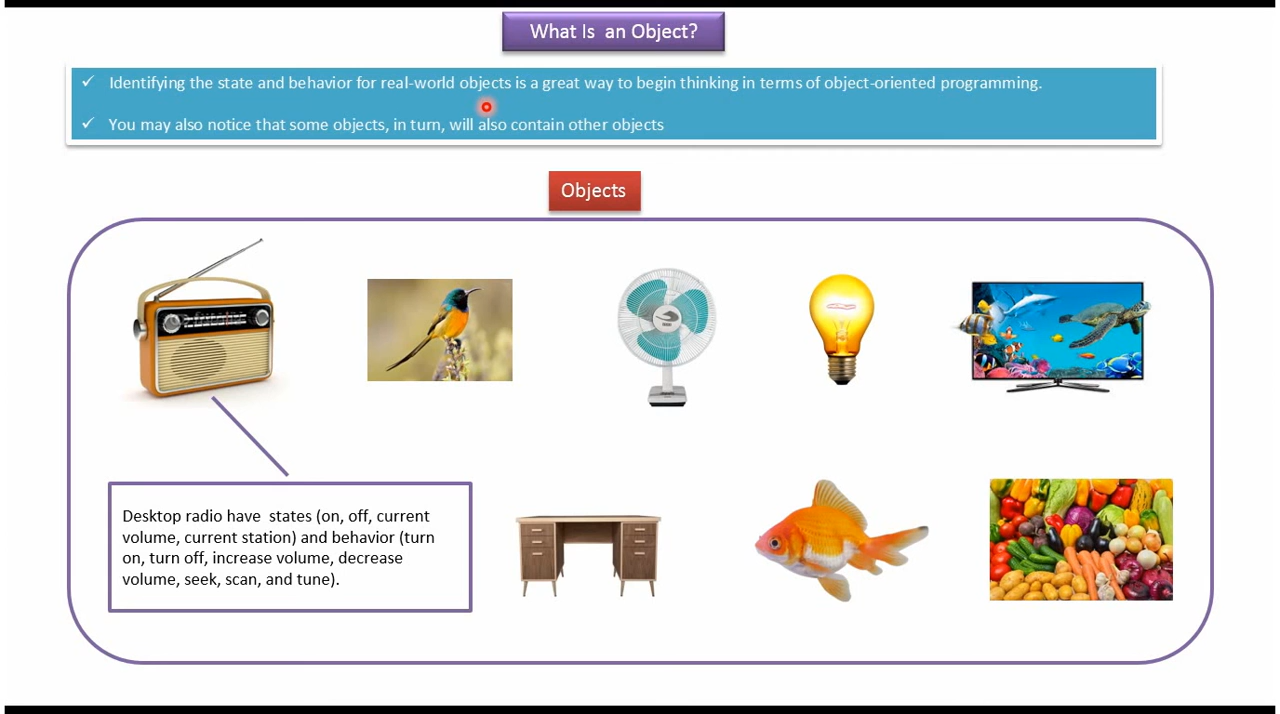 What Is an Object?
Identifying the state and behavior for real-world objects is a great way to begin thinking in terms of object-oriented programming.
You may also notice that some objects, in turn, will also contain other objects
Objects
Desktop radio have states (on, off, current
volume, current station) and behavior (turn
on, turn off, increase volume, decrease
volume, seek, scan, and tune).